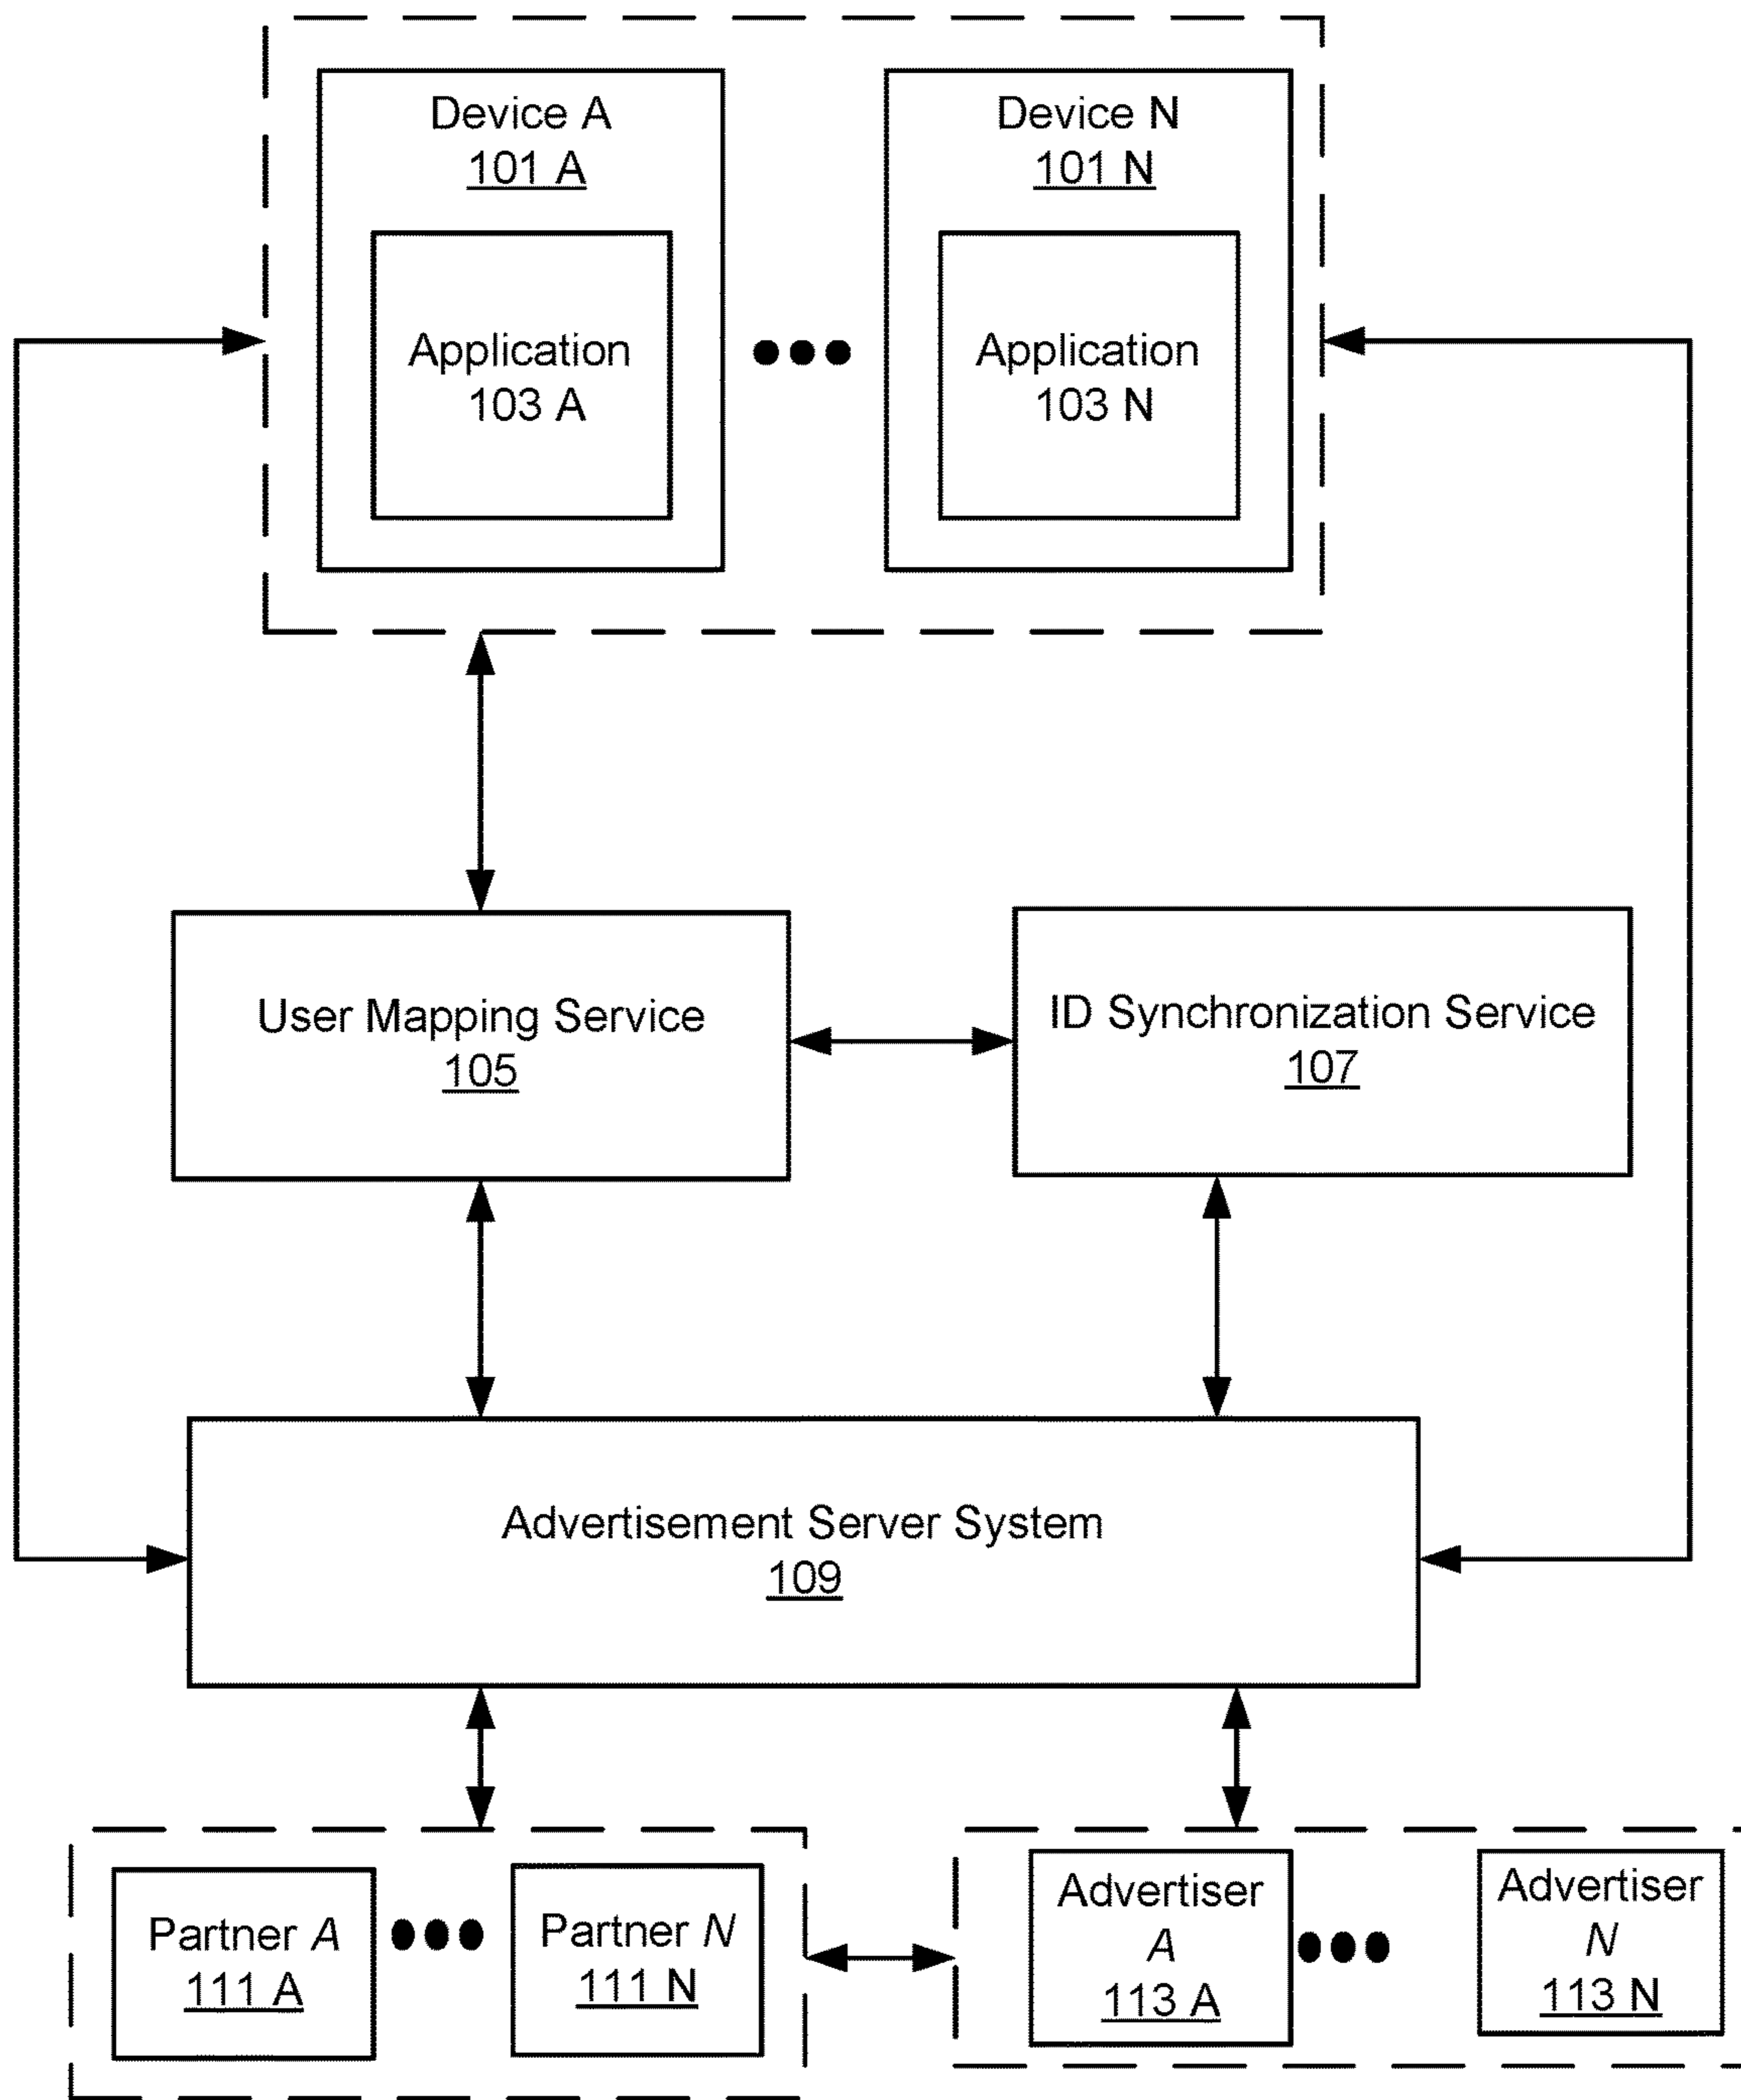 Device A
101 A
Application
103 A
Device N
101 N
Application
103 N
User Mapping Service
105
ID Synchronization Service
107
Advertisement Server System
109
Partner A
111 A
Partner N
111 N
Advertiser
A
113 A
Advertiser
N
113 N